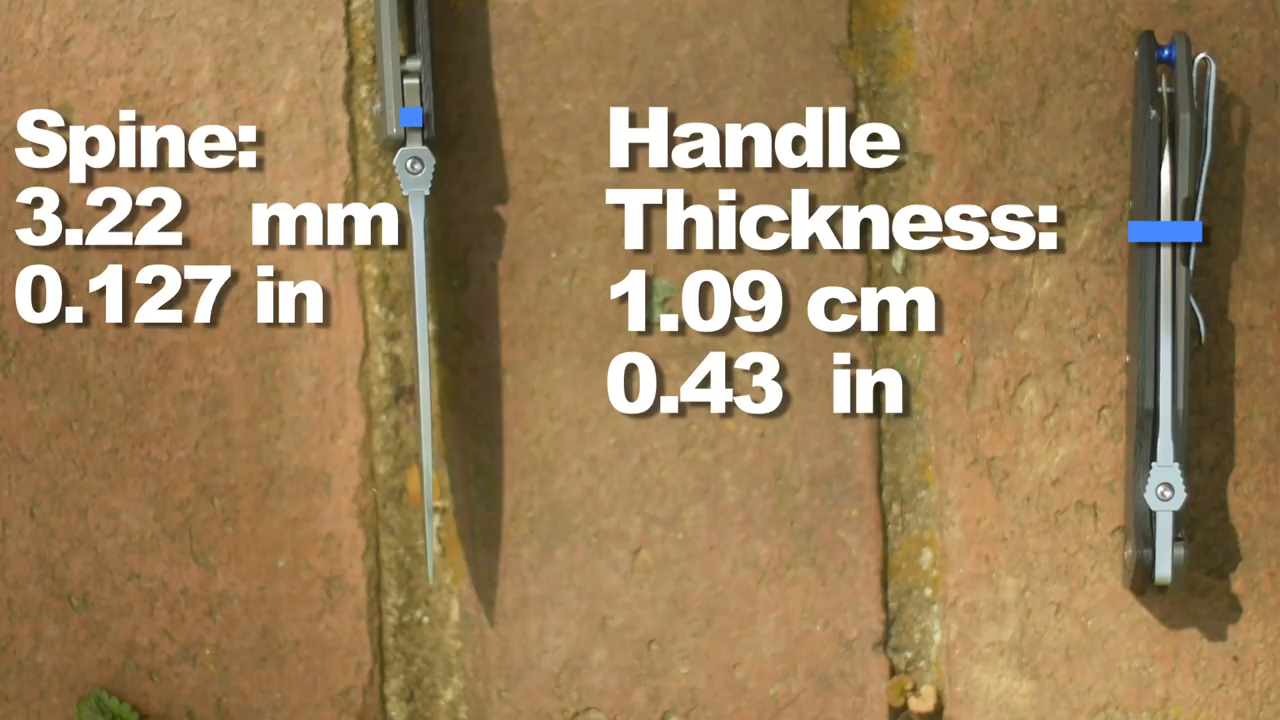 Spine:
3.22 mm
0.127 in
Handle
Thickness:
1.09 cm
0.43 in